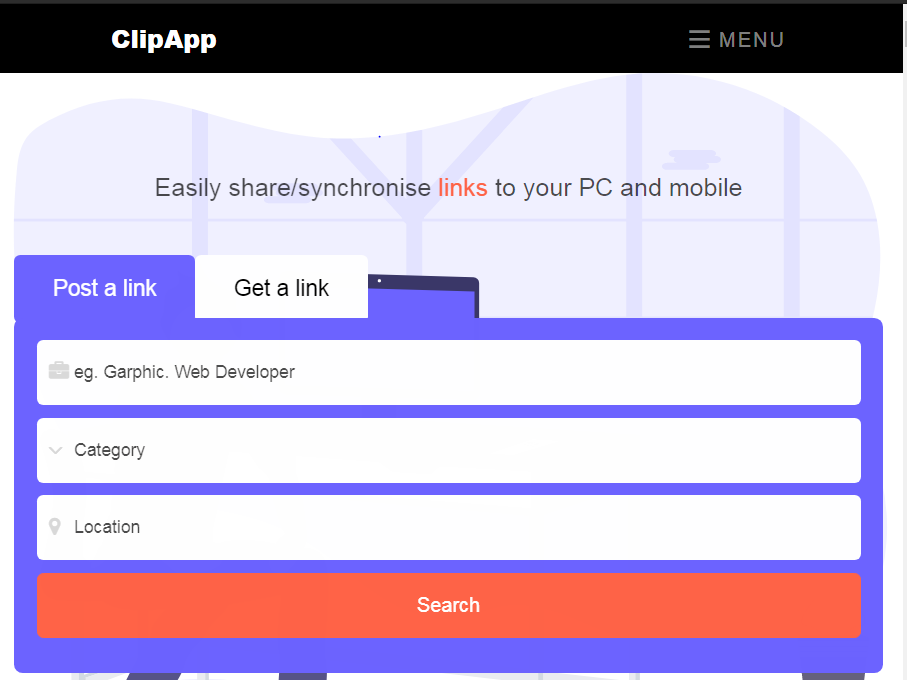 ClipApp
MENU
Easily share/synchronise links to your PC and mobile
Post a link
Get a link
eg. Garphic. Web Developer
Category
Location
Search